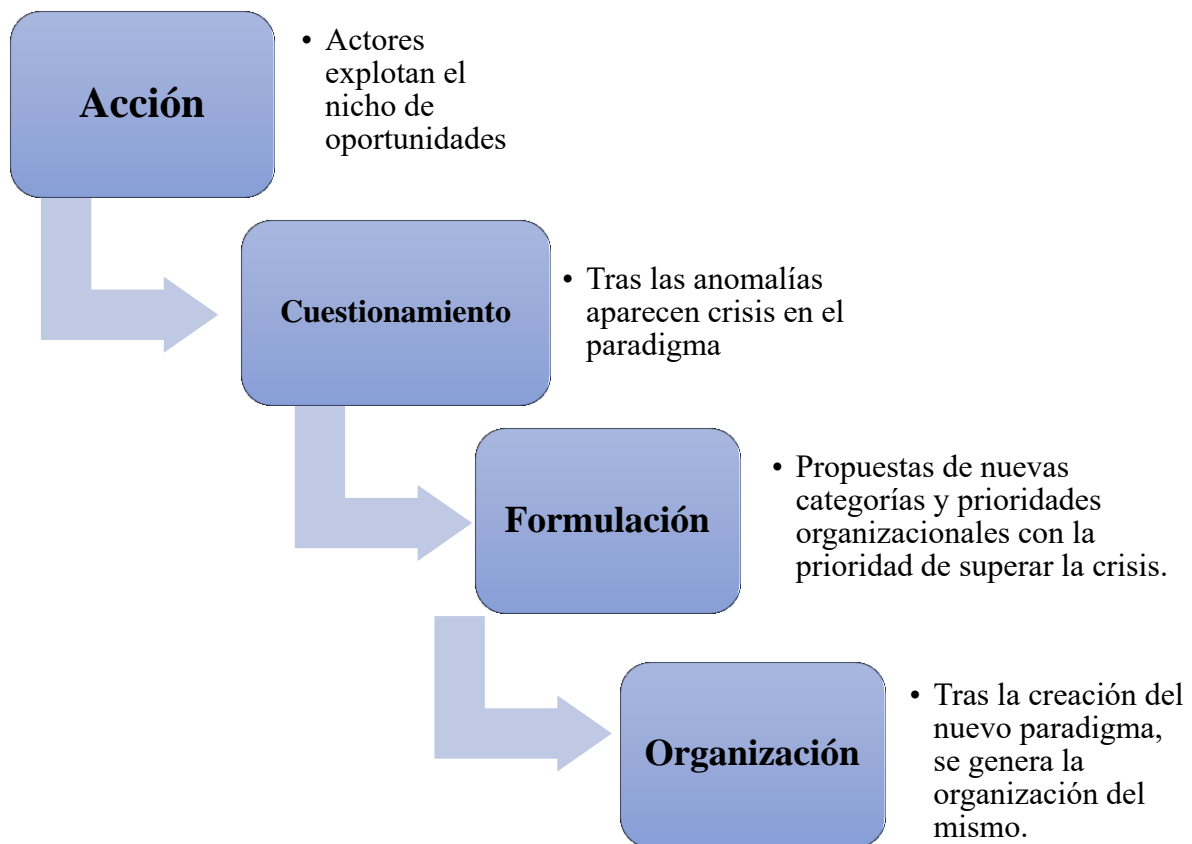 Acción
• Actores
explotan el
nicho de
oportunidades
Cuestionamiento
• Tras las anomalías
aparecen crisis en el
paradigma
Formulación
• Propuestas de nuevas
categorías y prioridades
organizacionales con la
prioridad de superar la crisis.
Organización
• Tras la creación del
nuevo paradigma,
se genera la
organización del
mismo.